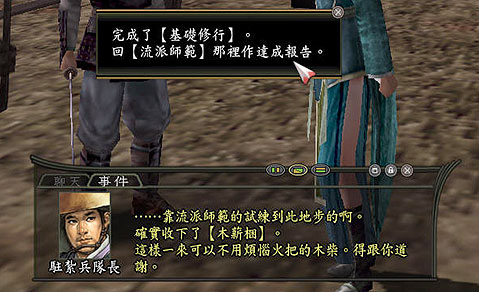 完成了【基礎修行】。
回【流派師範】那裡作達成報告。
聊天 事件
……靠流派師範的試練到此地步的啊。
確實收下了【木薪梱】。
這樣一來可以不用煩惱火把的木柴。得跟你道
謝。
駐紮兵隊長